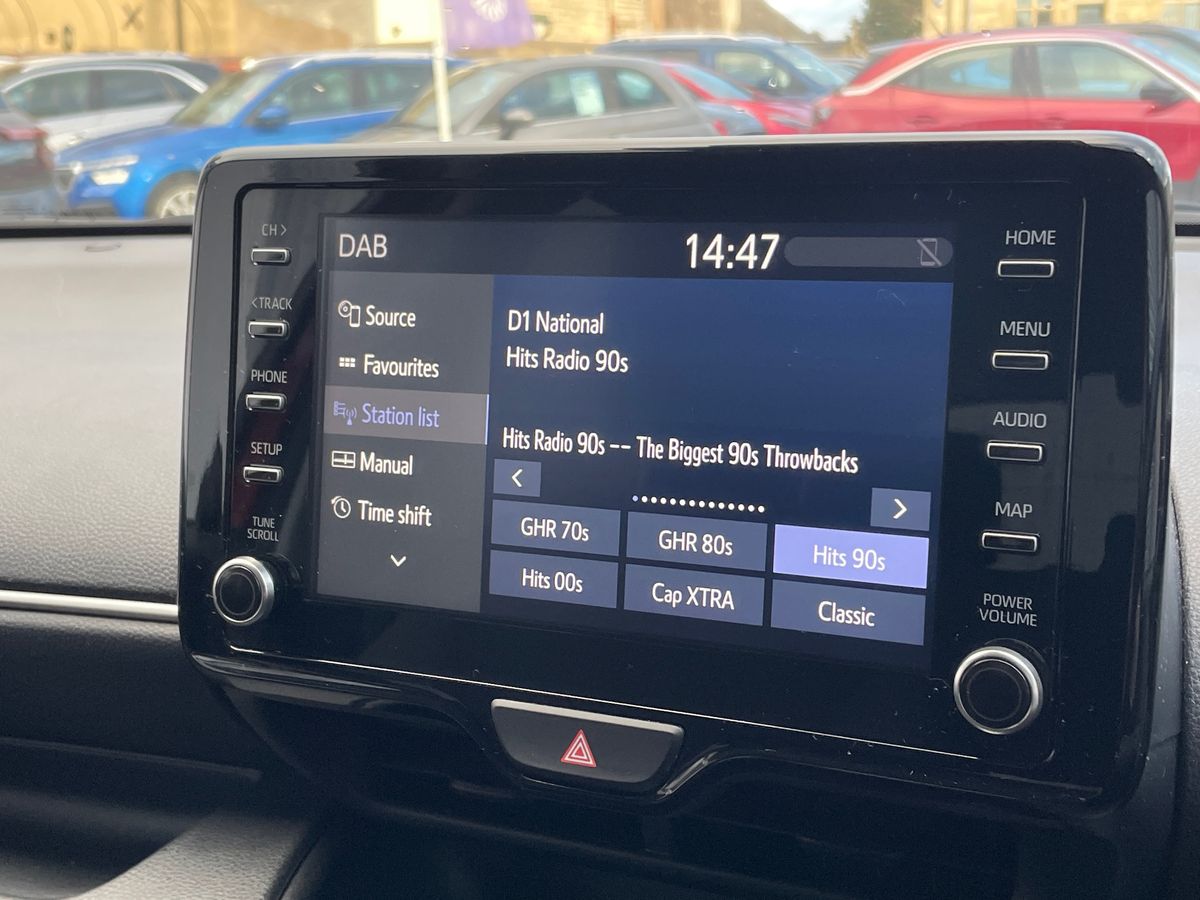 CH >
< TRACK
PHONE
SETUP
TUNE
SCROLL
DAB
14:47
Source
Favourites
Station list
Manual
Time shift
D1 National
Hits Radio 90s
Hits Radio 90s -- The Biggest 90s Throwbacks
< >
GHR 70s GHR 80s Hits 90s
Hits 00s Cap XTRA Classic
HOME
MENU
AUDIO
MAP
POWER
VOLUME